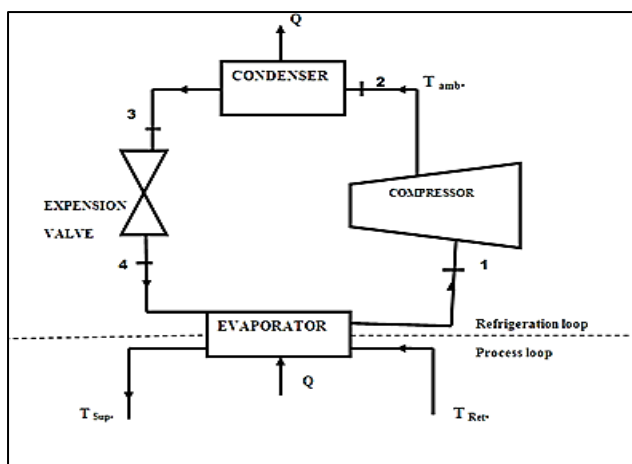 Q
CONDENSER
2
T amb.
3
EXPENSION
VALVE
COMPRESSOR
4
1
EVAPORATOR
Refrigeration loop
Process loop
Q
T Sup.
T Ret.